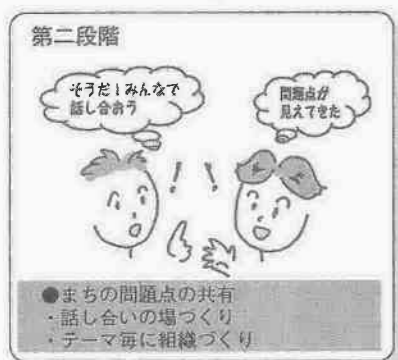 第二段階
そうだ！みんなで
話し合おう
問題点が
見えてきた
！！
●まちの問題点の共有
・話し合いの場づくり
・テーマ毎に組織づくり